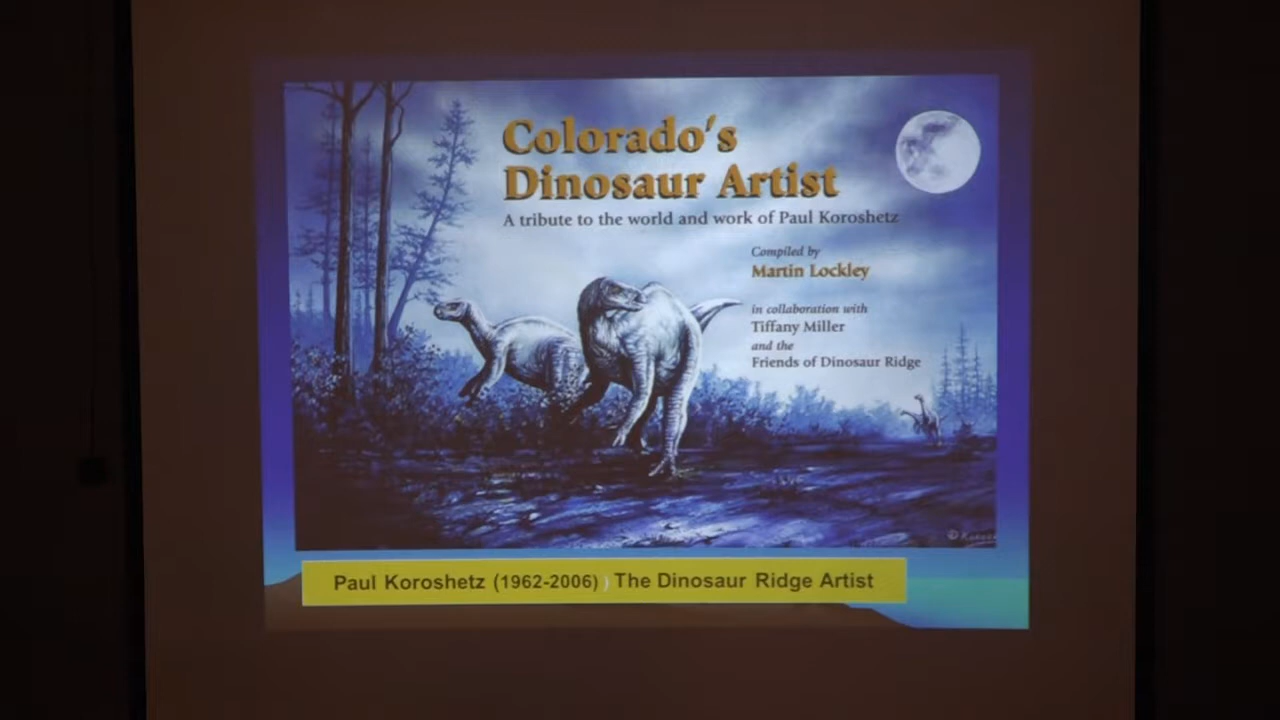 Colorado's
Dinosaur Artist
A tribute to the world and work of Paul Koroshetz
Compiled by
Martin Lockley
in collaboration with
Tiffany Miller
and the
Friends of Dinosaur Ridge
©
Paul Koroshetz (1962-2006) ) The Dinosaur Ridge Artist